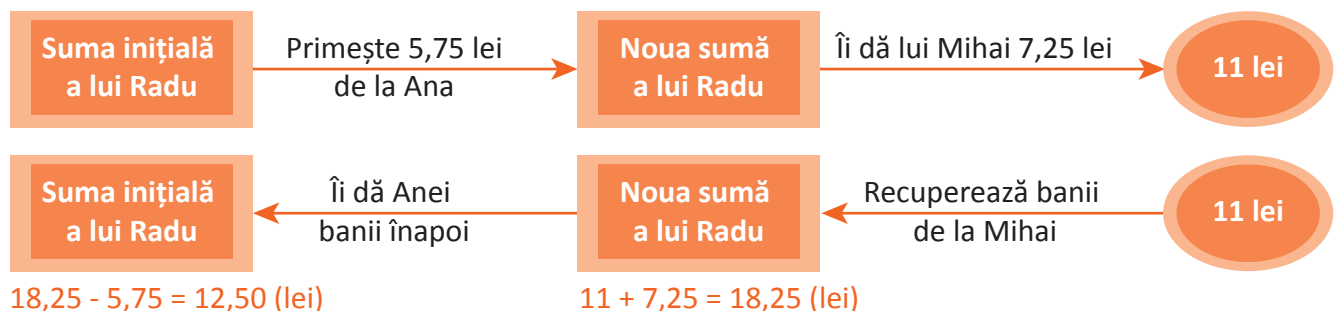 Suma inițială
a lui Radu
Primește 5,75 lei
de la Ana
Noua sumă
a lui Radu
Îi dă lui Mihai 7,25 lei
11 lei
Suma inițială
a lui Radu
Îi dă Anei
banii înapoi
Noua sumă
a lui Radu
Recuperează banii
de la Mihai
11 lei
18,25 - 5,75 = 12,50 (lei)
11 + 7,25 = 18,25 (lei)